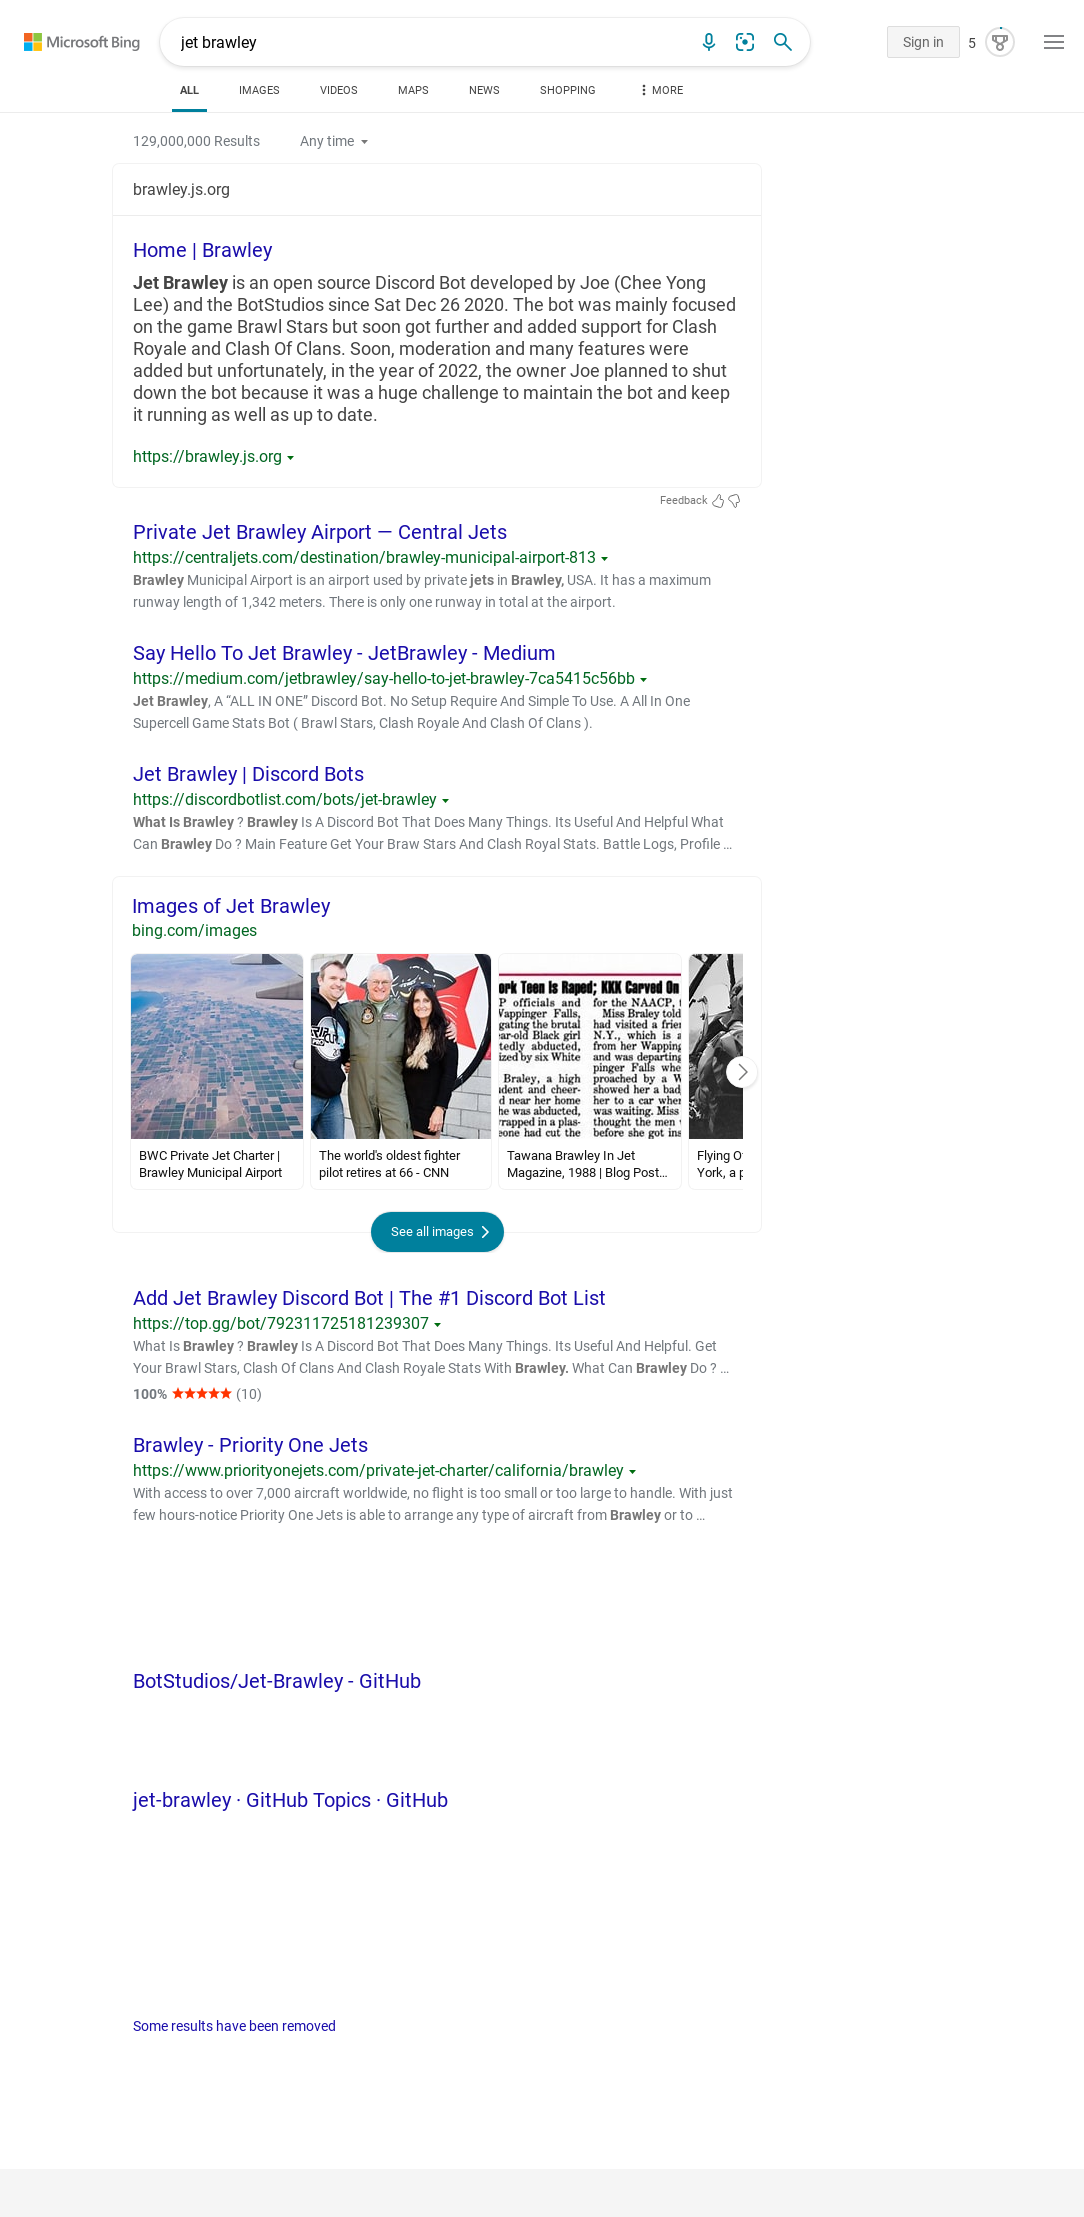 Microsoft Bing
jet brawley
Sign in
5
ALL
IMAGES
VIDEOS
MAPS
NEWS
SHOPPING
MORE
129,000,000 Results
Any time
brawley.js.org
Home | Brawley
Jet Brawley is an open source Discord Bot developed by Joe (Chee Yong
Lee) and the BotStudios since Sat Dec 26 2020. The bot was mainly focused
on the game Brawl Stars but soon got further and added support for Clash
Royale and Clash Of Clans. Soon, moderation and many features were
added but unfortunately, in the year of 2022, the owner Joe planned to shut
down the bot because it was a huge challenge to maintain the bot and keep
it running as well as up to date.
https://brawley.js.org
Feedback
Private Jet Brawley Airport — Central Jets
https://centraljets.com/destination/brawley-municipal-airport-813
Brawley Municipal Airport is an airport used by private jets in Brawley, USA. It has a maximum
runway length of 1,342 meters. There is only one runway in total at the airport.
Say Hello To Jet Brawley - JetBrawley - Medium
https://medium.com/jetbrawley/say-hello-to-jet-brawley-7ca5415c56bb
Jet Brawley, A “ALL IN ONE” Discord Bot. No Setup Require And Simple To Use. A All In One
Supercell Game Stats Bot ( Brawl Stars, Clash Royale And Clash Of Clans ).
Jet Brawley | Discord Bots
https://discordbotlist.com/bots/jet-brawley
What Is Brawley ? Brawley Is A Discord Bot That Does Many Things. Its Useful And Helpful What
Can Brawley Do ? Main Feature Get Your Braw Stars And Clash Royal Stats. Battle Logs, Profile …
Images of Jet Brawley
bing.com/images
ork Teen Is Raped; KKK Carved On
P officials and
Wappinger Falls,
gating the brutal
ear-old Black girl
tedly abducted,
ized by six White
Braley, a high
udent and cheer-
d near her home
he was abducted,
wrapped in a plas-
eone had cut the
for the NAACP, t
Miss Braley told
had visited a frie
N.Y., which is a
from her Wapping
and was departing
pinger Falls whe
proached by a W
showed her a bad
her to a car when
was waiting. Miss
thought the men w
before she got ins
BWC Private Jet Charter |
Brawley Municipal Airport
The world's oldest fighter
pilot retires at 66 - CNN
Tawana Brawley In Jet
Magazine, 1988 | Blog Post…
Flying O
York, a p
See all images
Add Jet Brawley Discord Bot | The #1 Discord Bot List
https://top.gg/bot/792311725181239307
What Is Brawley ? Brawley Is A Discord Bot That Does Many Things. Its Useful And Helpful. Get
Your Brawl Stars, Clash Of Clans And Clash Royale Stats With Brawley. What Can Brawley Do ? …
100% (10)
Brawley - Priority One Jets
https://www.priorityonejets.com/private-jet-charter/california/brawley
With access to over 7,000 aircraft worldwide, no flight is too small or too large to handle. With just
few hours-notice Priority One Jets is able to arrange any type of aircraft from Brawley or to …
BotStudios/Jet-Brawley - GitHub
jet-brawley · GitHub Topics · GitHub
Some results have been removed